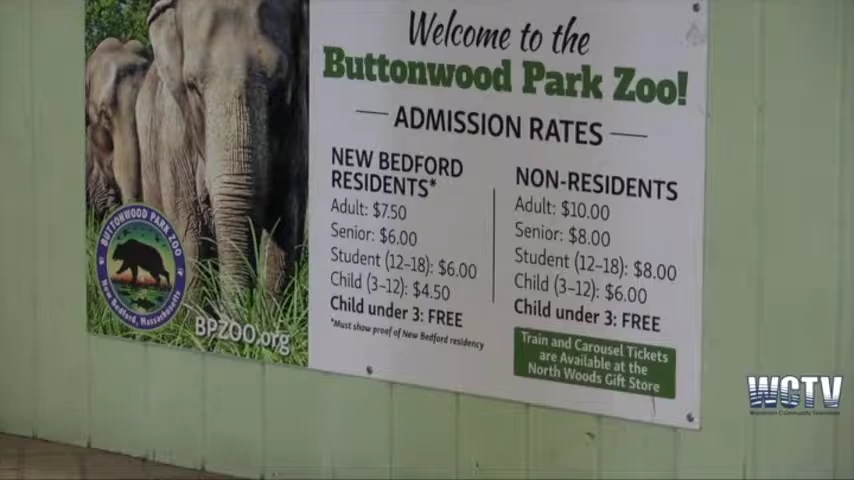 Welcome to the
Buttonwood Park Zoo!
ADMISSION RATES
NEW BEDFORD
RESIDENTS*
Adult: $7.50
Senior: $6.00
Student (12-18): $6.00
Child (3-12): $4.50
Child under 3: FREE
*Must show proof of New Bedford residency
NON-RESIDENTS
Adult: $10.00
Senior: $8.00
Student (12-18): $8.00
Child (3-12): $6.00
Child under 3: FREE
Train and Carousel Tickets
are Available at the
North Woods Gift Store
BUTTONWOOD PARK ZOO
New Bedford, Massachusetts
BPZOO.org
WCTV
Community Television